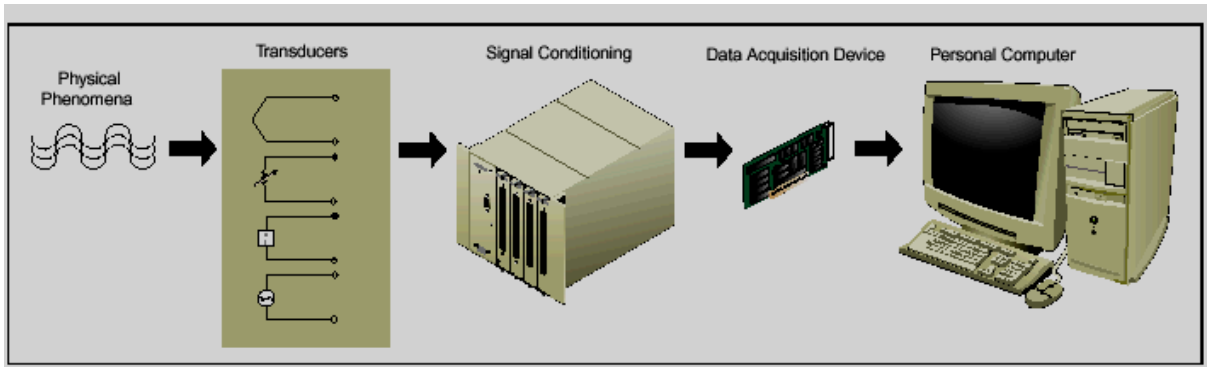 Physical
Phenomena
Transducers
Signal Conditioning
Data Acquisition Device
Personal Computer